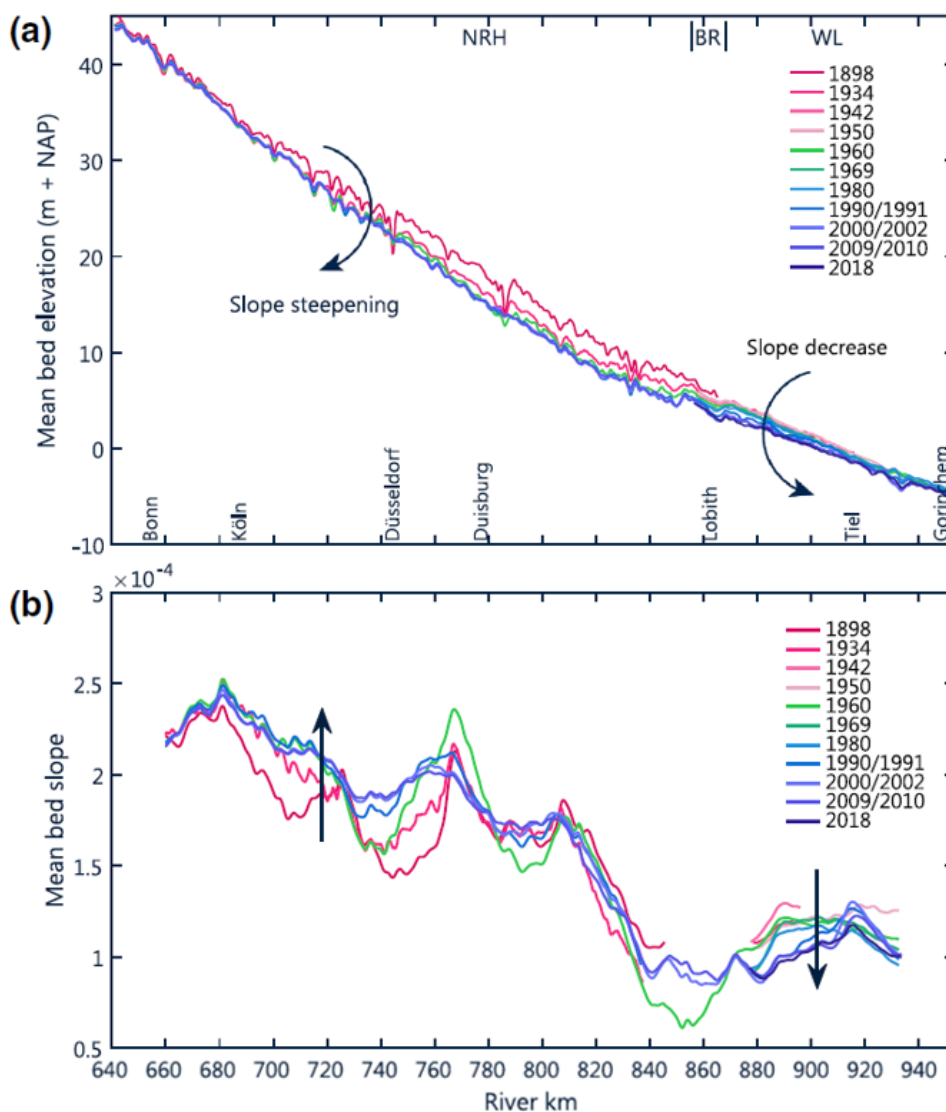 (a)
NRH
|BR|
WL
40
30
20
10
0
-10
Mean bed elevation (m + NAP)
1898
1934
1942
1950
1960
1969
1980
1990/1991
2000/2002
2009/2010
2018
Slope steepening
Slope decrease
Bonn
Köln
Düsseldorf
Duisburg
Lobith
Tiel
Gorinchem
(b)
×10⁻⁴
3
2.5
2
1.5
1
0.5
Mean bed slope
1898
1934
1942
1950
1960
1969
1980
1990/1991
2000/2002
2009/2010
2018
640 660 680 700 720 740 760 780 800 820 840 860 880 900 920 940
River km